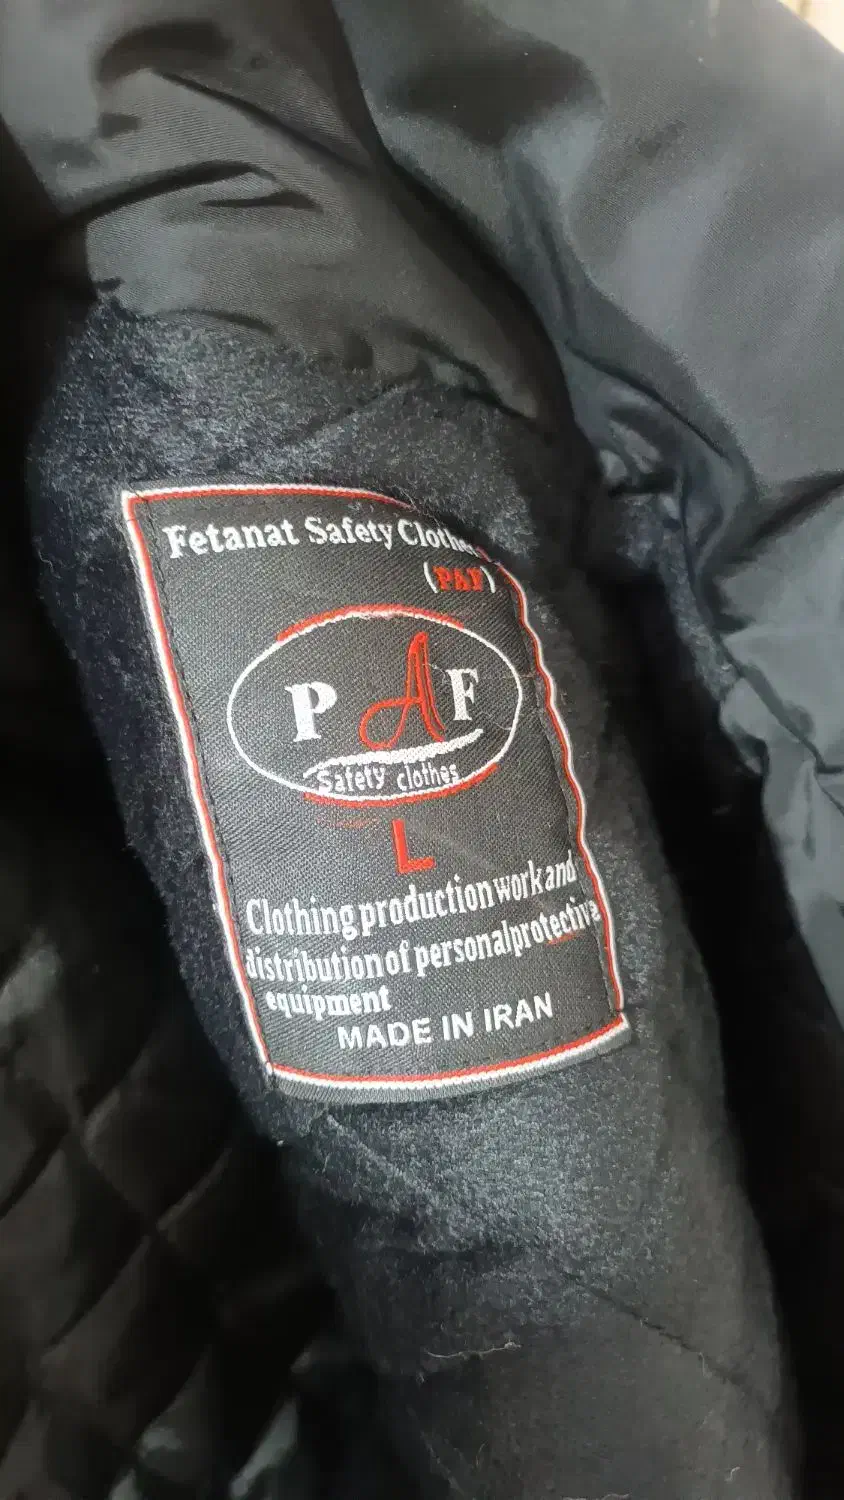 Fetanat Safety Clothes
(PAF)
P A F
Safety clothes
L
Clothing production work and
distribution of personal protective
equipment
MADE IN IRAN